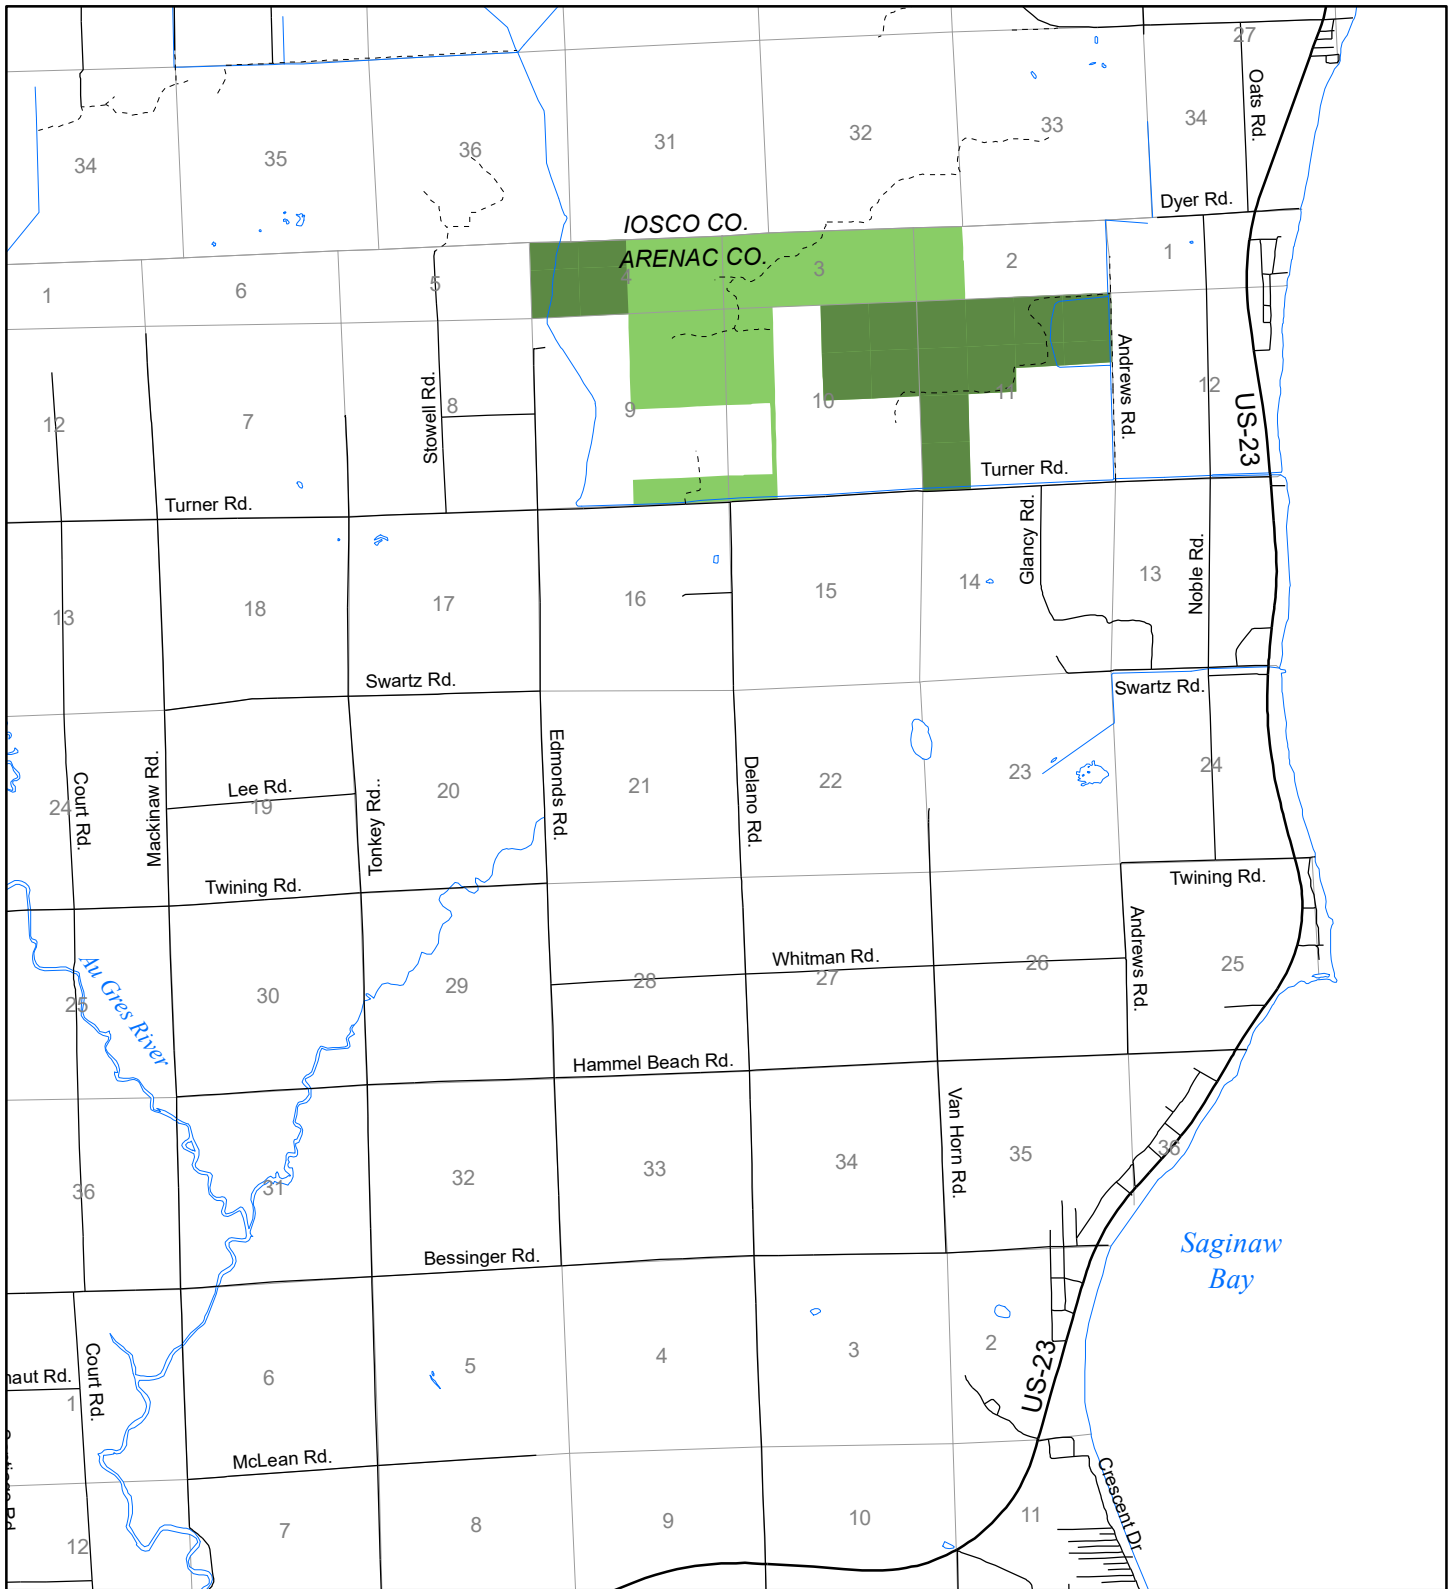 27
Oats Rd.
34
33
32
31
36
35
34
Dyer Rd.
IOSCO CO.
ARENAC CO.
1
2
3
4
5
6
1
Andrews Rd.
12
US-23
11
10
9
8
Stowell Rd.
7
12
Turner Rd.
Turner Rd.
Glancy Rd.
Noble Rd.
13
14
15
16
17
18
13
Swartz Rd.
Swartz Rd.
Court Rd.
Mackinaw Rd.
Lee Rd.
19
24
Tonkey Rd..
20
Edmonds Rd.
21
Delano Rd.
22
23
24
Twining Rd.
Twining Rd.
Andrews Rd.
25
26
Whitman Rd.
27
28
29
30
25
Au Gres River
Hammel Beach Rd.
Van Horn Rd.
36
35
34
33
32
31
36
Bessinger Rd.
Saginaw
Bay
US-23
2
3
4
5
6
naut Rd.
1
Court Rd.
McLean Rd.
Crescent Dr
11
10
9
8
7
12